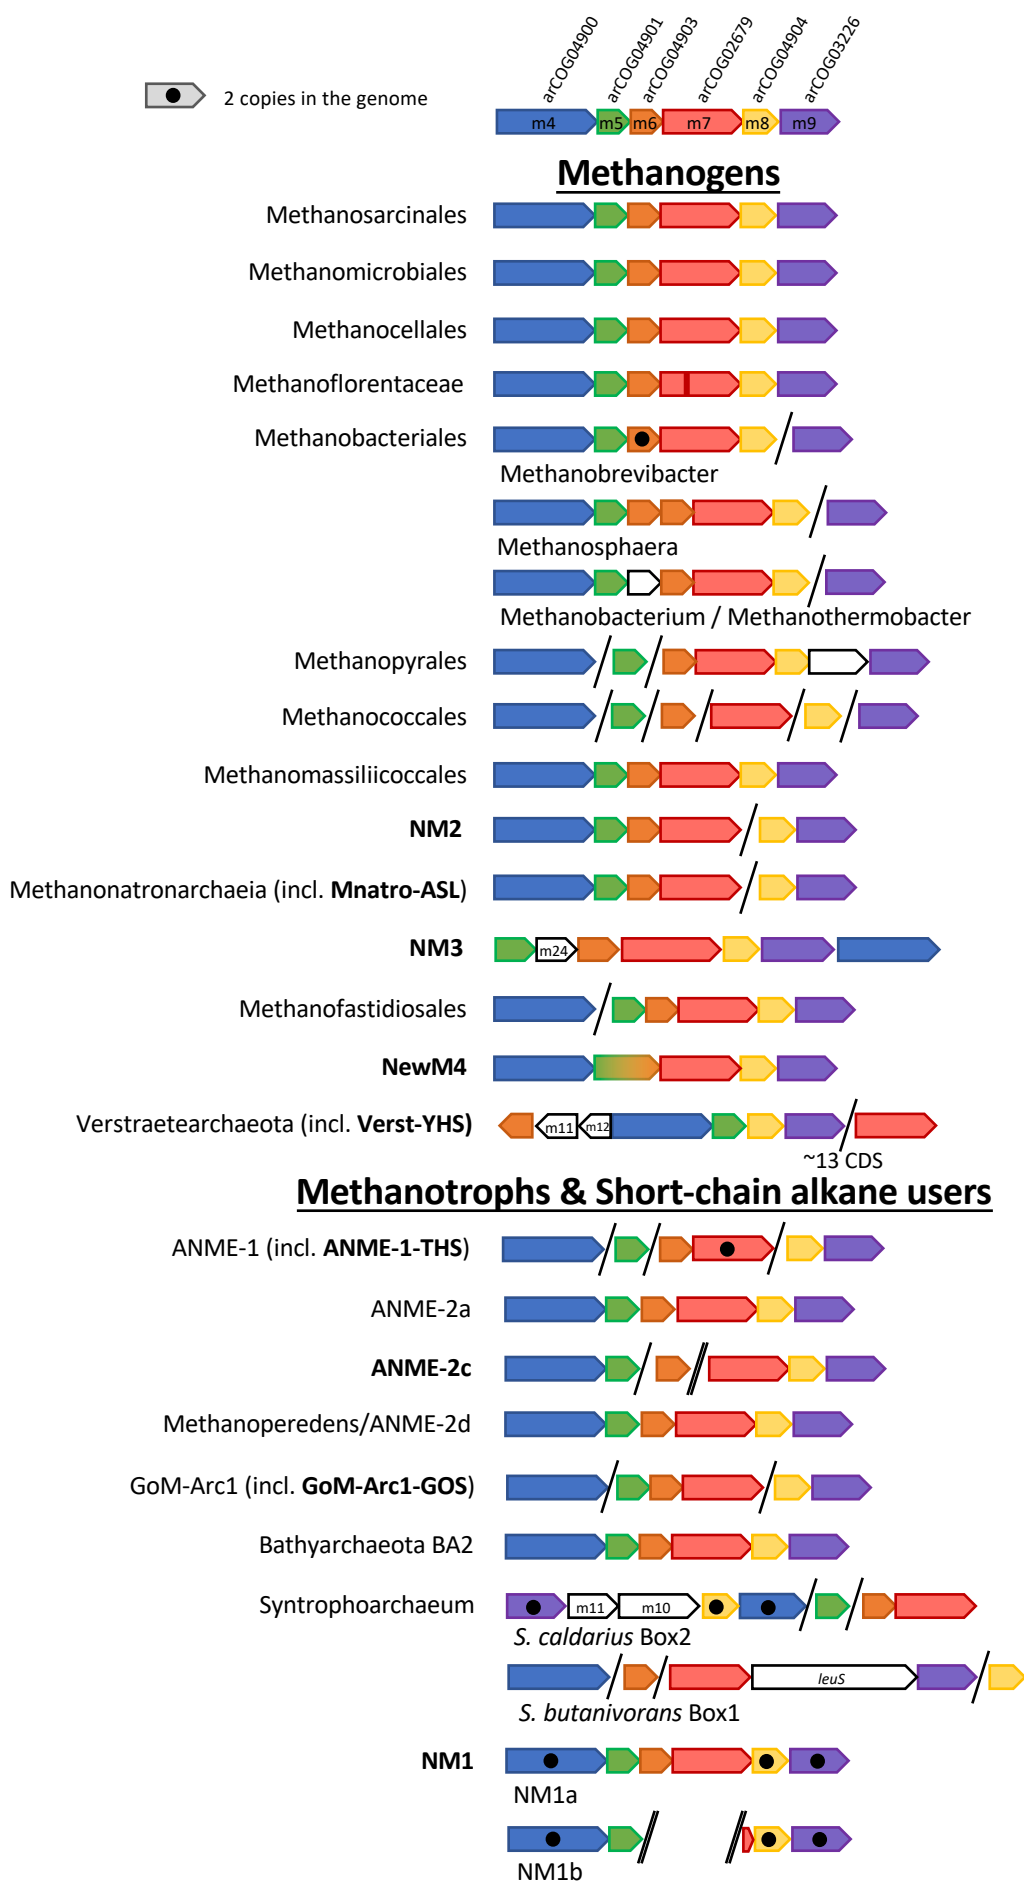 arCOG04900
arCOG04901
arCOG04903
arCOG02679
arCOG04904
arCOG03226
2 copies in the genome
m4 m5 m6 m7 m8 m9
Methanogens
Methanosarcinales
Methanomicrobiales
Methanocellales
Methanoflorentaceae
Methanobacteriales
Methanobrevibacter
Methanosphaera
Methanobacterium / Methanothermobacter
Methanopyrales
Methanococcales
Methanomassiliicoccales
NM2
Methanonatronarchaeia (incl. Mnatro-ASL)
NM3 m24
Methanofastidiosales
NewM4
Verstraetearchaeota (incl. Verst-YHS) m11 m12
~13 CDS
Methanotrophs & Short-chain alkane users
ANME-1 (incl. ANME-1-THS)
ANME-2a
ANME-2c
Methanoperedens/ANME-2d
GoM-Arc1 (incl. GoM-Arc1-GOS)
Bathyarchaeota BA2
Syntrophoarchaeum m11 m10
S. caldarius Box2
leuS
S. butanivorans Box1
NM1
NM1a
NM1b